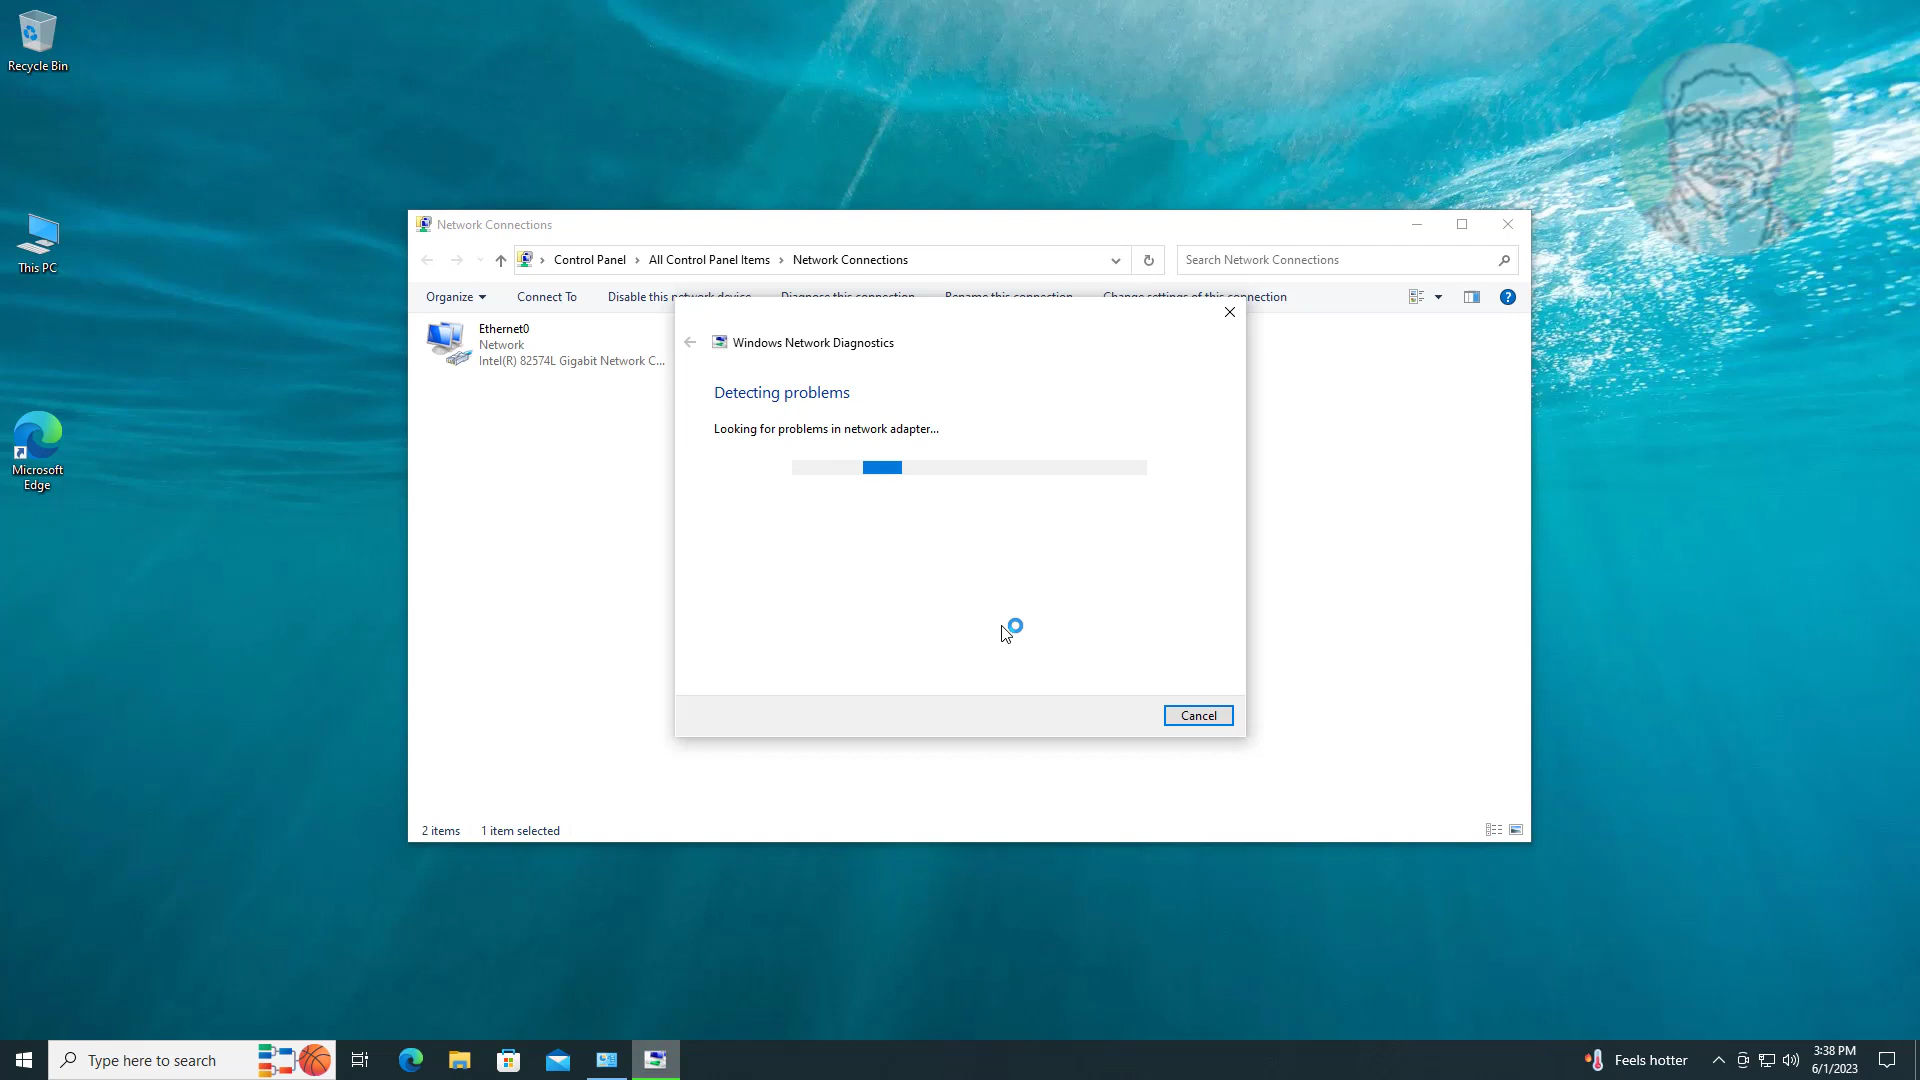 Recycle Bin
This PC
Microsoft
Edge
Network Connections
Control Panel
All Control Panel Items
Network Connections
Search Network Connections
Organize
Connect To
Disable this network device
Diagnose this connection
Rename this connection
Change settings of this connection
Ethernet0
Network
Intel(R) 82574L Gigabit Network C...
Windows Network Diagnostics
Detecting problems
Looking for problems in network adapter...
Cancel
2 items
1 item selected
Type here to search
Feels hotter
3:38 PM
6/1/2023